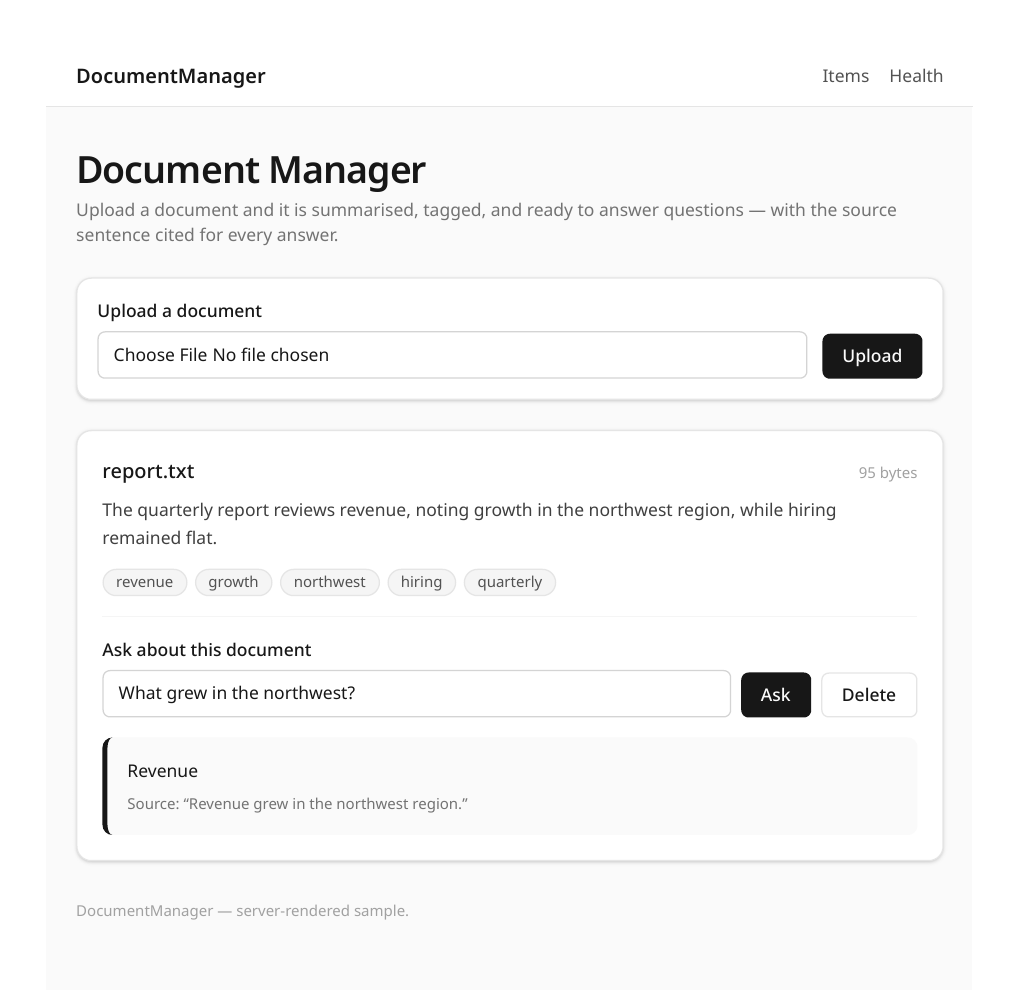 DocumentManager
Items Health
Document Manager
Upload a document and it is summarised, tagged, and ready to answer questions — with the source
sentence cited for every answer.
Upload a document
Choose File No file chosen
Upload
report.txt
95 bytes
The quarterly report reviews revenue, noting growth in the northwest region, while hiring
remained flat.
revenue growth northwest hiring quarterly
Ask about this document
What grew in the northwest?
Ask
Delete
Revenue
Source: “Revenue grew in the northwest region.”
DocumentManager — server-rendered sample.